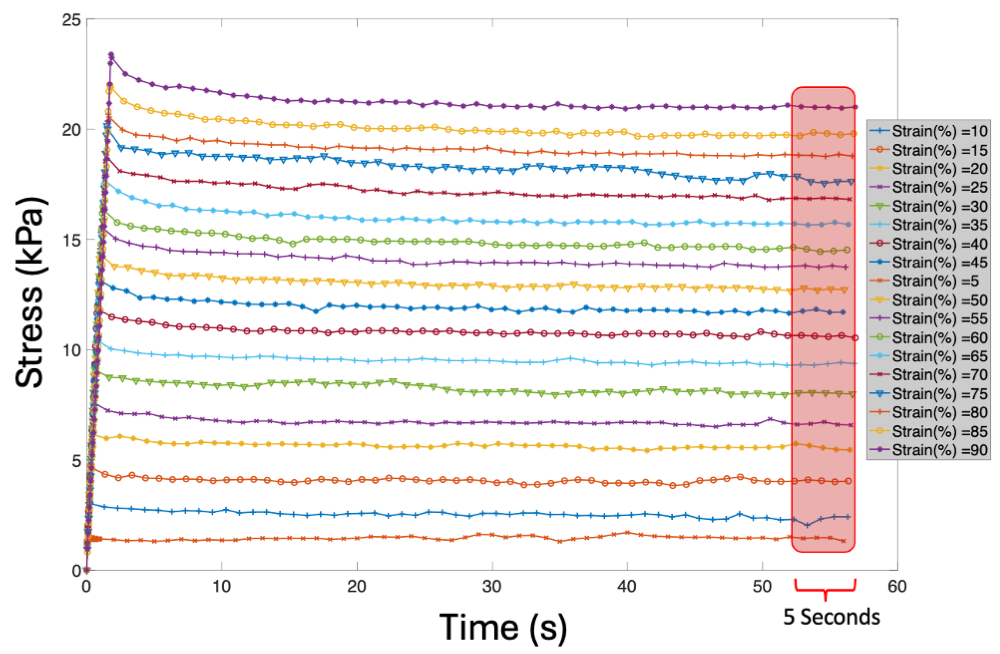 25
20
15
10
5
0
0
10
20
30
40
50
60
Stress (kPa)
Time (s)
5 Seconds
Strain(%) =10
Strain(%) =15
Strain(%) =20
Strain(%) =25
Strain(%) =30
Strain(%) =35
Strain(%) =40
Strain(%) =45
Strain(%) =5
Strain(%) =50
Strain(%) =55
Strain(%) =60
Strain(%) =65
Strain(%) =70
Strain(%) =75
Strain(%) =80
Strain(%) =85
Strain(%) =90